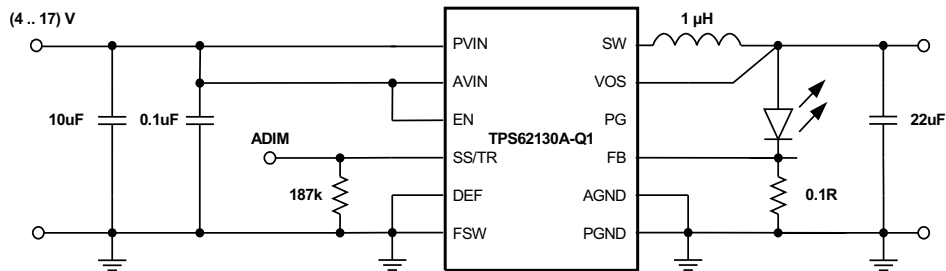 (4 .. 17) V
1 µH
PVIN
SW
AVIN
VOS
10uF
0.1uF
EN
PG
22uF
TPS62130A-Q1
ADIM
SS/TR
FB
187k
DEF
AGND
0.1R
FSW
PGND